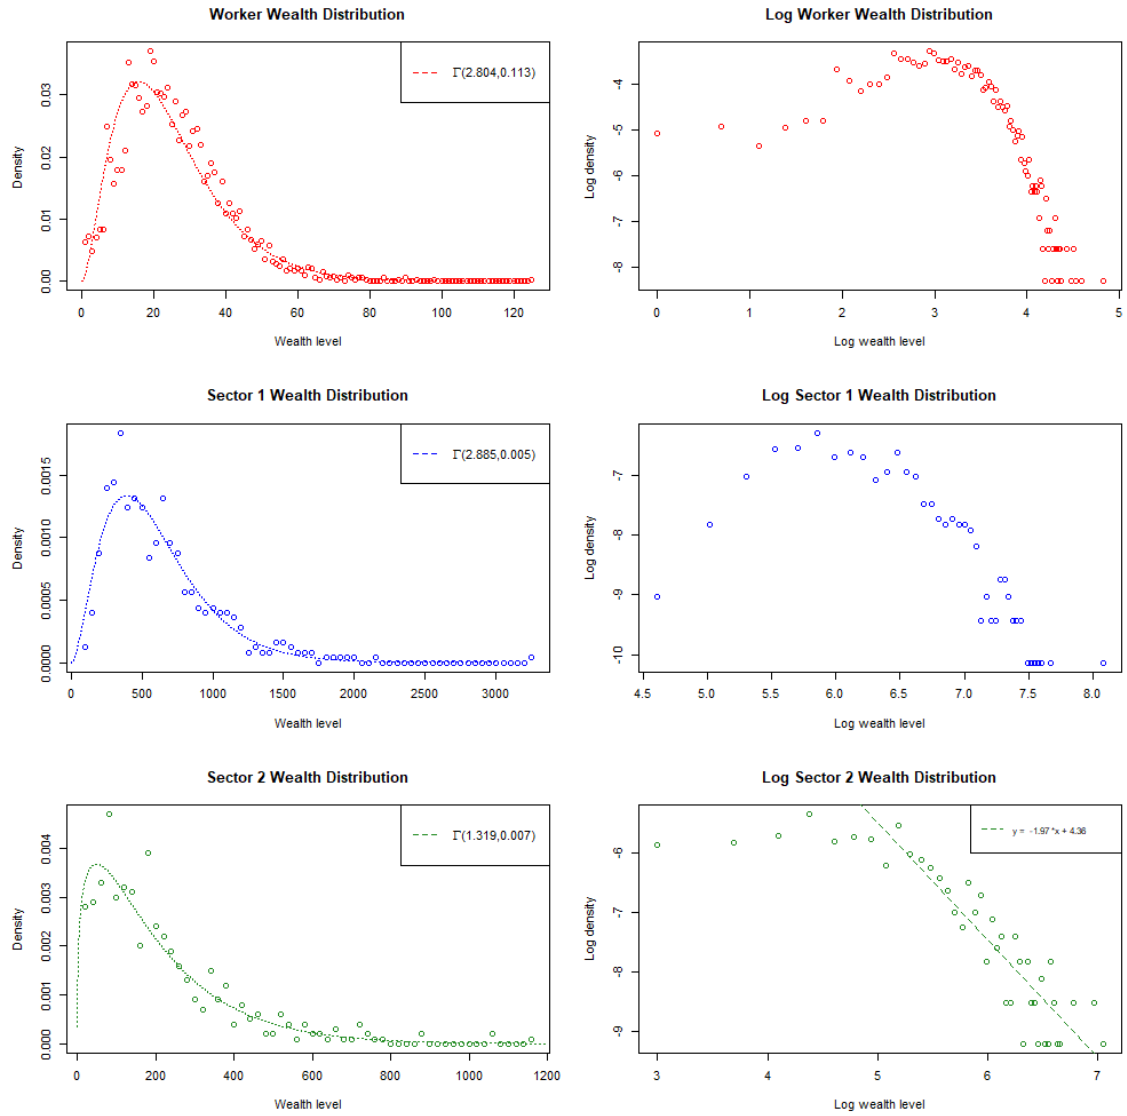 Worker Wealth Distribution
Density
0.00 0.01 0.02 0.03
Γ(2.804,0.113)
0 20 40 60 80 100 120
Wealth level
Log Worker Wealth Distribution
Log density
-8 -7 -6 -5 -4
0 1 2 3 4 5
Log wealth level
Sector 1 Wealth Distribution
Density
0.0000 0.0005 0.0010 0.0015
Γ(2.885,0.005)
0 500 1000 1500 2000 2500 3000
Wealth level
Log Sector 1 Wealth Distribution
Log density
-10 -9 -8 -7
4.5 5.0 5.5 6.0 6.5 7.0 7.5 8.0
Log wealth level
Sector 2 Wealth Distribution
Density
0.000 0.001 0.002 0.003 0.004
Γ(1.319,0.007)
0 200 400 600 800 1000 1200
Wealth level
Log Sector 2 Wealth Distribution
Log density
-9 -8 -7 -6
y = -1.97 *x + 4.36
3 4 5 6 7
Log wealth level